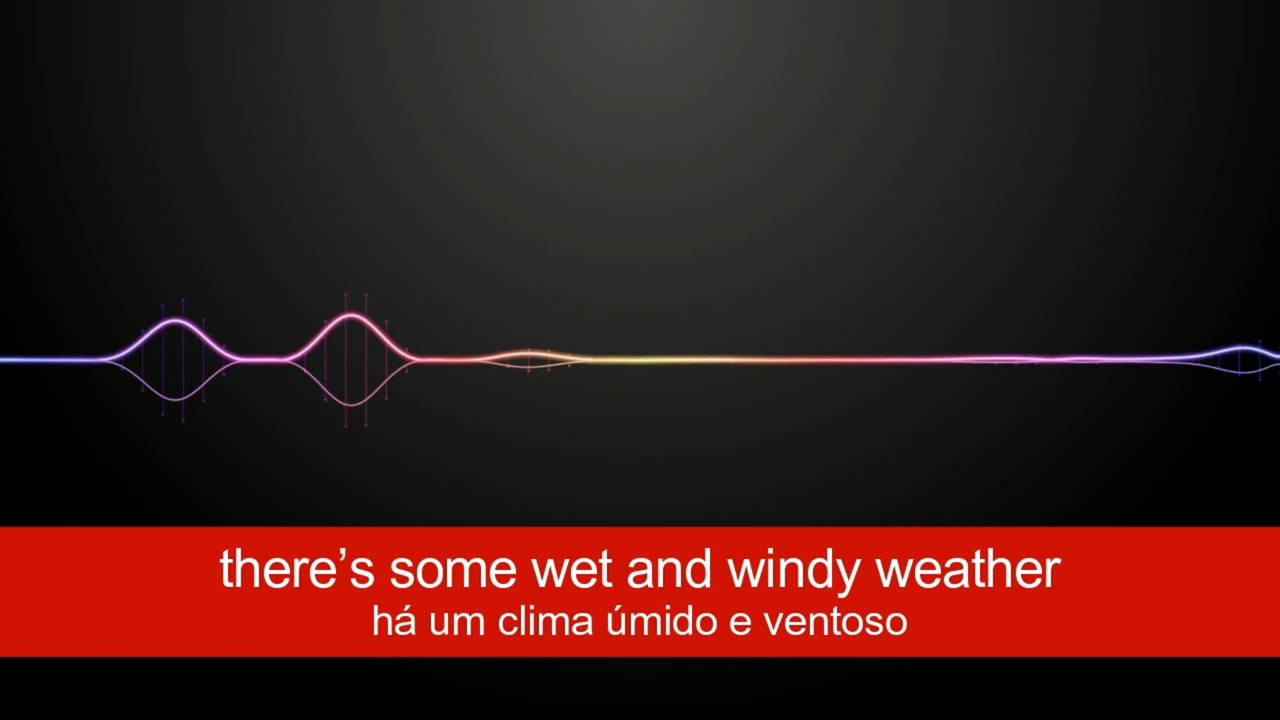 there’s some wet and windy weather
há um clima úmido e ventoso